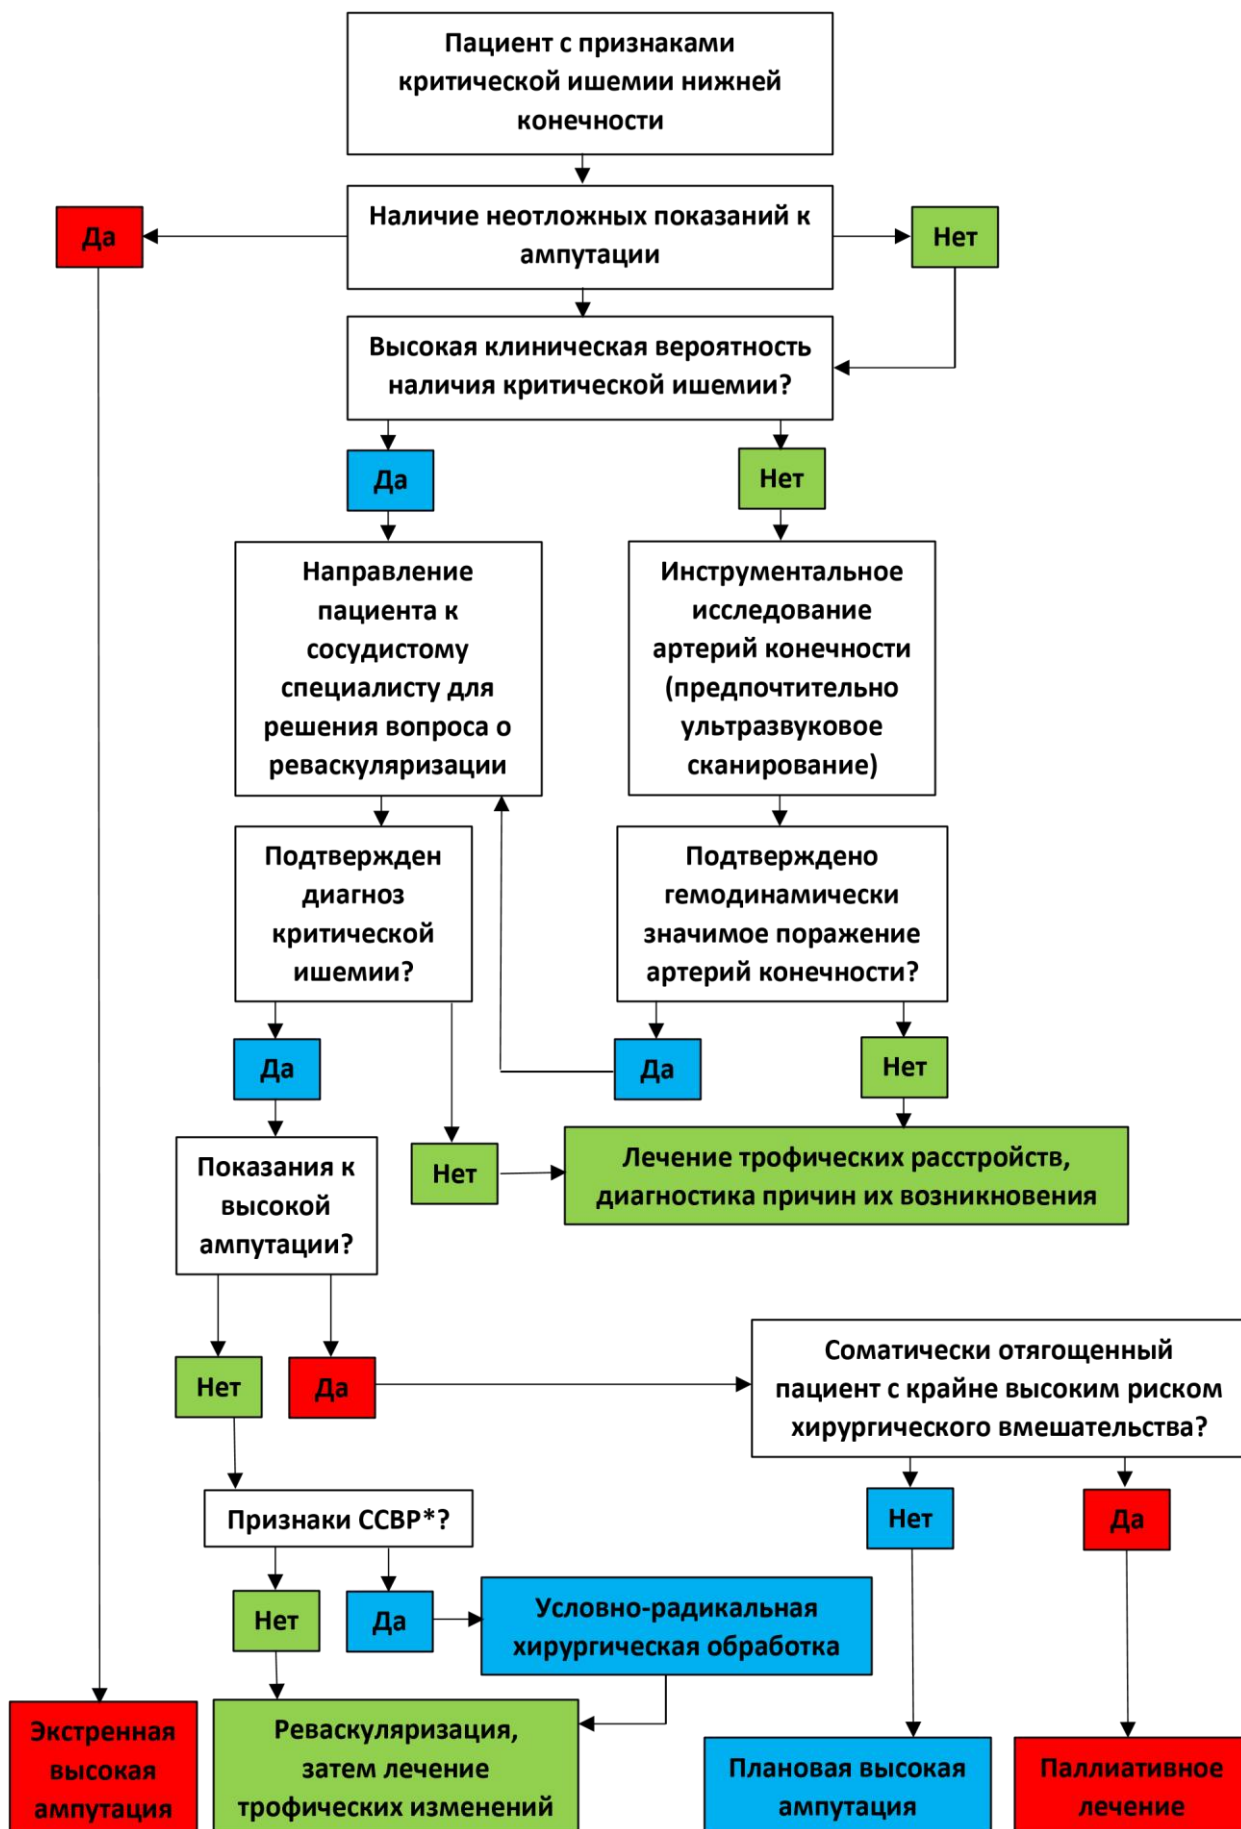 Пациент с признаками
критической ишемии нижней
конечности
Да
Наличие неотложных показаний к
ампутации
Нет
Высокая клиническая вероятность
наличия критической ишемии?
Да
Нет
Направление
пациента к
сосудистому
специалисту для
решения вопроса о
реваскуляризации
Инструментальное
исследование
артерий конечности
(предпочтительно
ультразвуковое
сканирование)
Подтвержден
диагноз
критической
ишемии?
Подтверждено
гемодинамически
значимое поражение
артерий конечности?
Да
Да
Нет
Показания к
высокой
ампутации?
Нет
Лечение трофических расстройств,
диагностика причин их возникновения
Нет
Да
Соматически отягощенный
пациент с крайне высоким риском
хирургического вмешательства?
Признаки ССВР*?
Нет
Да
Нет
Да
Условно-радикальная
хирургическая обработка
Экстренная
высокая
ампутация
Реваскуляризация,
затем лечение
трофических изменений
Плановая высокая
ампутация
Паллиативное
лечение